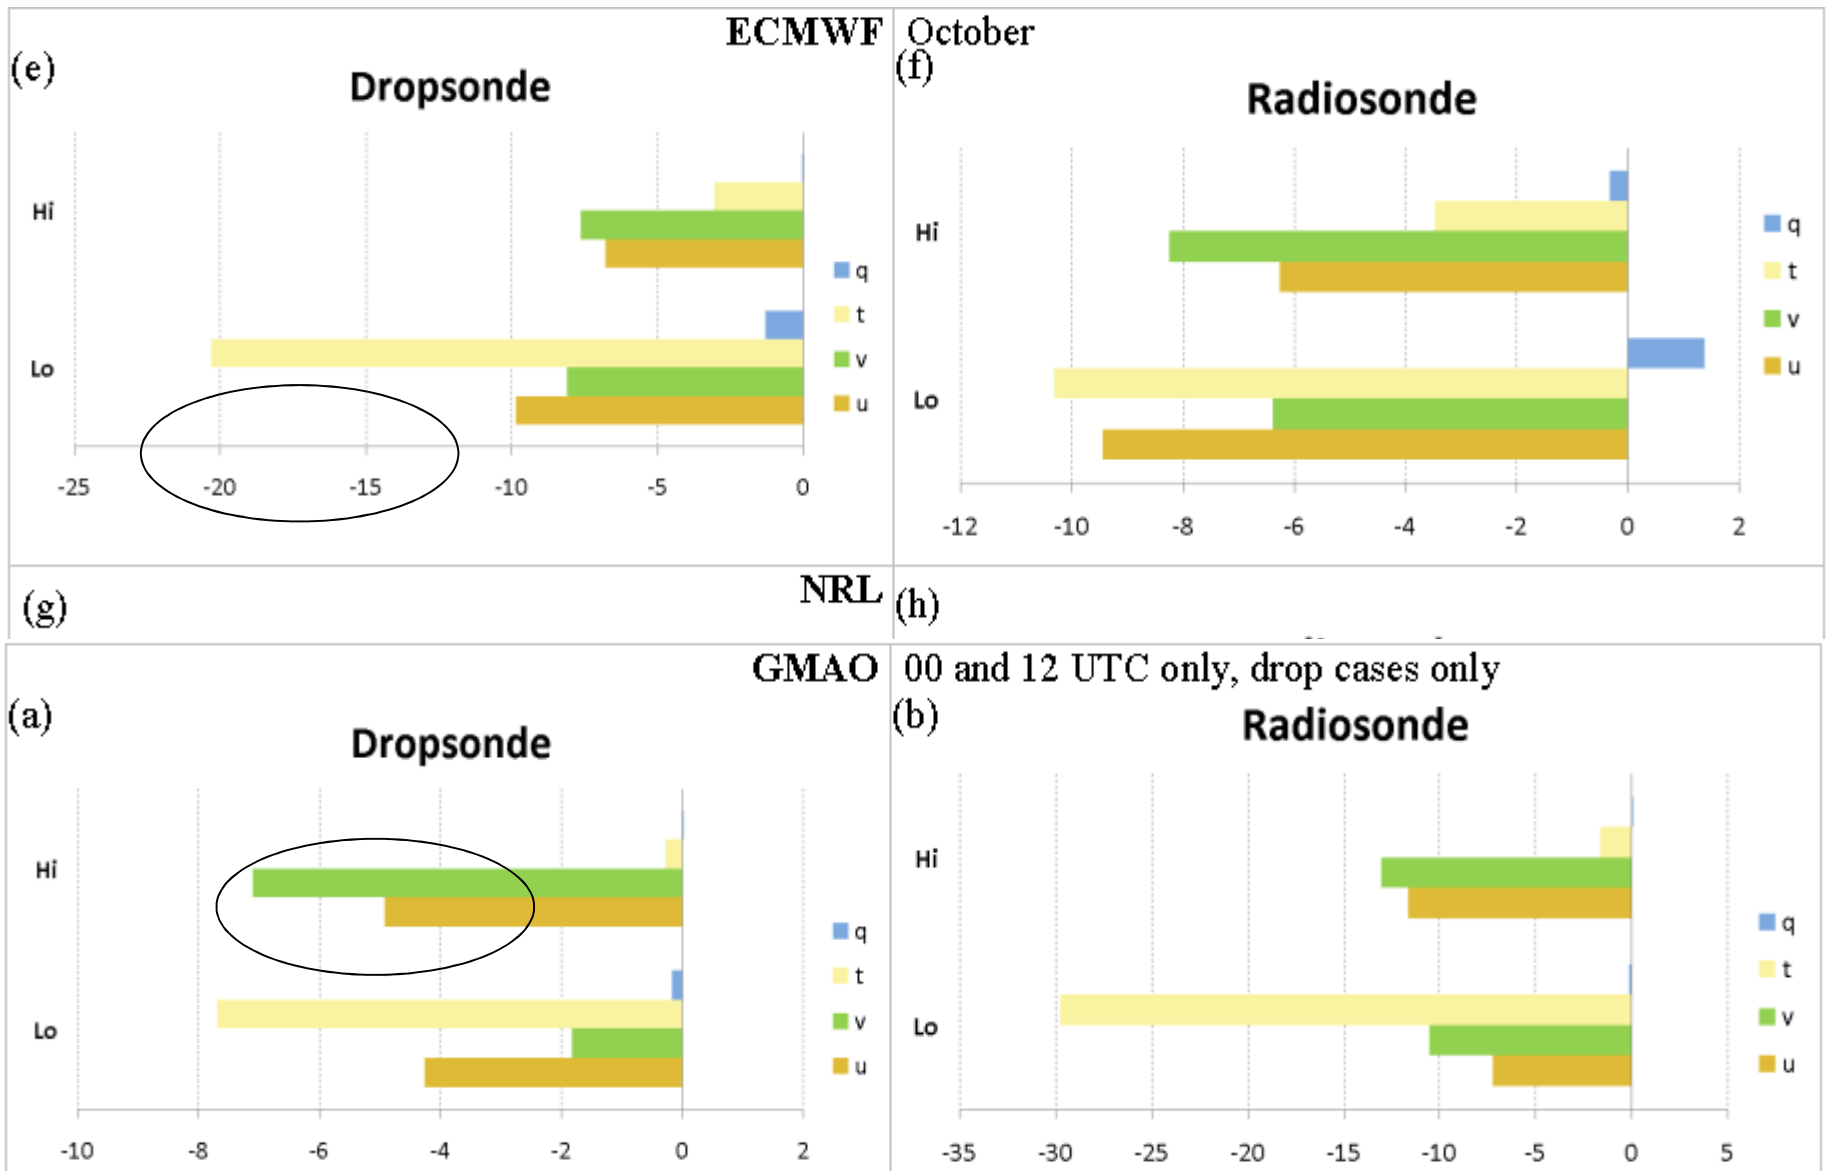 ECMWF
October
(e)
(f)
Dropsonde
Radiosonde
Hi
Lo
q
t
v
u
-25 -20 -15 -10 -5 0
Hi
Lo
q
t
v
u
-12 -10 -8 -6 -4 -2 0 2
NRL
(g)
(h)
GMAO
00 and 12 UTC only, drop cases only
(a)
(b)
Dropsonde
Radiosonde
Hi
Lo
q
t
v
u
-10 -8 -6 -4 -2 0 2
Hi
Lo
q
t
v
u
-35 -30 -25 -20 -15 -10 -5 0 5